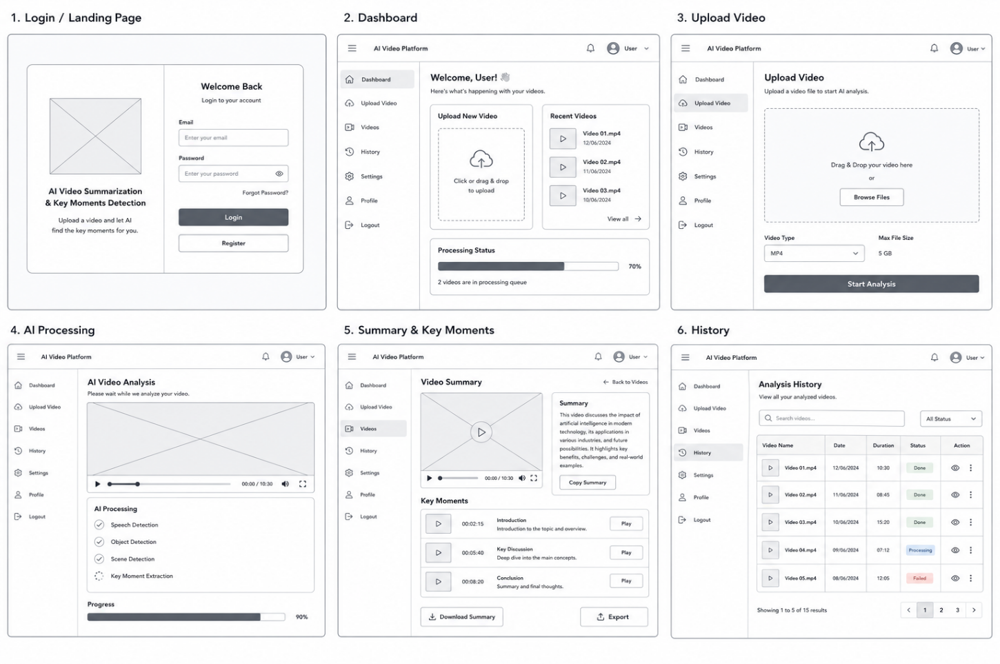 1. Login / Landing Page
AI Video Summarization
& Key Moments Detection
Upload a video and let AI
find the key moments for you.
Welcome Back
Login to your account
Email
Enter your email
Password
Enter your password
Forgot Password?
Login
Register
2. Dashboard
AI Video Platform
User
Dashboard
Upload Video
Videos
History
Settings
Profile
Logout
Welcome, User! 👋
Here's what's happening with your videos.
Upload New Video
Click or drag & drop
to upload
Recent Videos
Video 01.mp4
12/06/2024
Video 02.mp4
11/06/2024
Video 03.mp4
10/06/2024
View all →
Processing Status
70%
2 videos are in processing queue
3. Upload Video
AI Video Platform
User
Dashboard
Upload Video
Videos
History
Settings
Profile
Logout
Upload Video
Upload a video file to start AI analysis.
Drag & Drop your video here
or
Browse Files
Video Type
MP4
Max File Size
5 GB
Start Analysis
4. AI Processing
AI Video Platform
User
Dashboard
Upload Video
Videos
History
Settings
Profile
Logout
AI Video Analysis
Please wait while we analyze your video.
00:00 / 10:30
AI Processing
Speech Detection
Object Detection
Scene Detection
Key Moment Extraction
Progress
90%
5. Summary & Key Moments
AI Video Platform
User
Dashboard
Upload Video
Videos
History
Settings
Profile
Logout
Video Summary
← Back to Videos
00:00 / 10:30
Summary
This video discusses the impact of
artificial intelligence in modern
technology, its applications in
various industries, and future
possibilities. It highlights key
benefits, challenges, and real-world
examples.
Copy Summary
Key Moments
00:02:15
Introduction
Introduction to the topic and overview.
Play
00:05:40
Key Discussion
Deep dive into the main concepts.
Play
00:08:20
Conclusion
Summary and final thoughts.
Play
Download Summary
Export
6. History
AI Video Platform
User
Dashboard
Upload Video
Videos
History
Settings
Profile
Logout
Analysis History
View all your analyzed videos.
Search videos...
All Status
Video Name Date Duration Status Action
Video 01.mp4 12/06/2024 10:30 Done
Video 02.mp4 11/06/2024 08:45 Done
Video 03.mp4 10/06/2024 15:20 Done
Video 04.mp4 09/06/2024 07:12 Processing
Video 05.mp4 08/06/2024 12:05 Failed
Showing 1 to 5 of 15 results
< 1 2 3 >